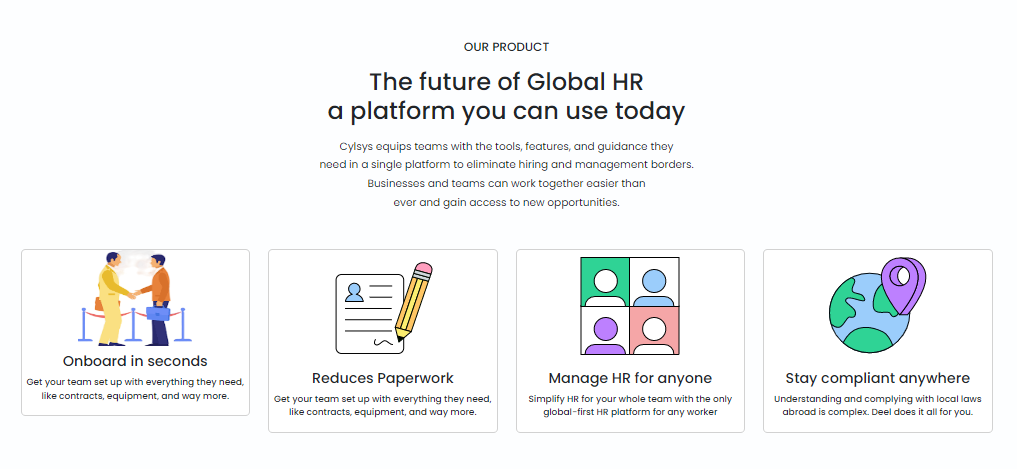 OUR PRODUCT
The future of Global HR
a platform you can use today
Cylsys equips teams with the tools, features, and guidance they
need in a single platform to eliminate hiring and management borders.
Businesses and teams can work together easier than
ever and gain access to new opportunities.
Onboard in seconds
Get your team set up with everything they need,
like contracts, equipment, and way more.
Reduces Paperwork
Get your team set up with everything they need,
like contracts, equipment, and way more.
Manage HR for anyone
Simplify HR for your whole team with the only
global-first HR platform for any worker
Stay compliant anywhere
Understanding and complying with local laws
abroad is complex. Deel does it all for you.